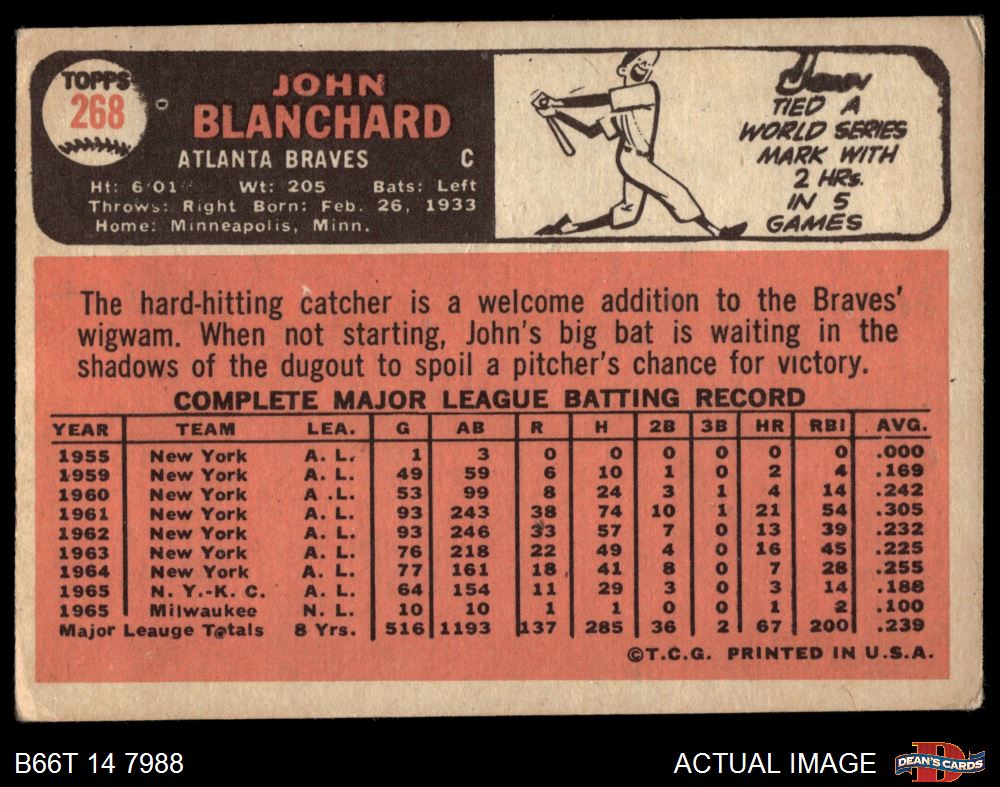 TOPPS
268
JOHN
BLANCHARD
ATLANTA BRAVES C
Ht: 6'01" Wt: 205 Bats: Left
Throws: Right Born: Feb. 26, 1933
Home: Minneapolis, Minn.
TIED A
WORLD SERIES
MARK WITH
2 HRs.
IN 5
GAMES
The hard-hitting catcher is a welcome addition to the Braves'
wigwam. When not starting, John's big bat is waiting in the
shadows of the dugout to spoil a pitcher's chance for victory.
COMPLETE MAJOR LEAGUE BATTING RECORD
YEAR TEAM LEA. G AB R H 2B 3B HR RBI AVG.
1955 New York A. L. 1 3 0 0 0 0 0 0 .000
1959 New York A. L. 49 59 6 10 1 0 2 4 .169
1960 New York A .L. 53 99 8 24 3 1 4 14 .242
1961 New York A. L. 93 243 38 74 10 1 21 54 .305
1962 New York A. L. 93 246 33 57 7 0 13 39 .232
1963 New York A. L. 76 218 22 49 4 0 16 45 .225
1964 New York A. L. 77 161 18 41 8 0 7 28 .255
1965 N. Y.-K. C. A. L. 64 154 11 29 3 0 3 14 .188
1965 Milwaukee N. L. 10 10 1 1 0 0 1 2 .100
Major Leauge Totals 8 Yrs. 516 1193 137 285 36 2 67 200 .239
©T.C.G. PRINTED IN U.S.A.
B66T 14 7988
ACTUAL IMAGE
DEAN'S CARDS